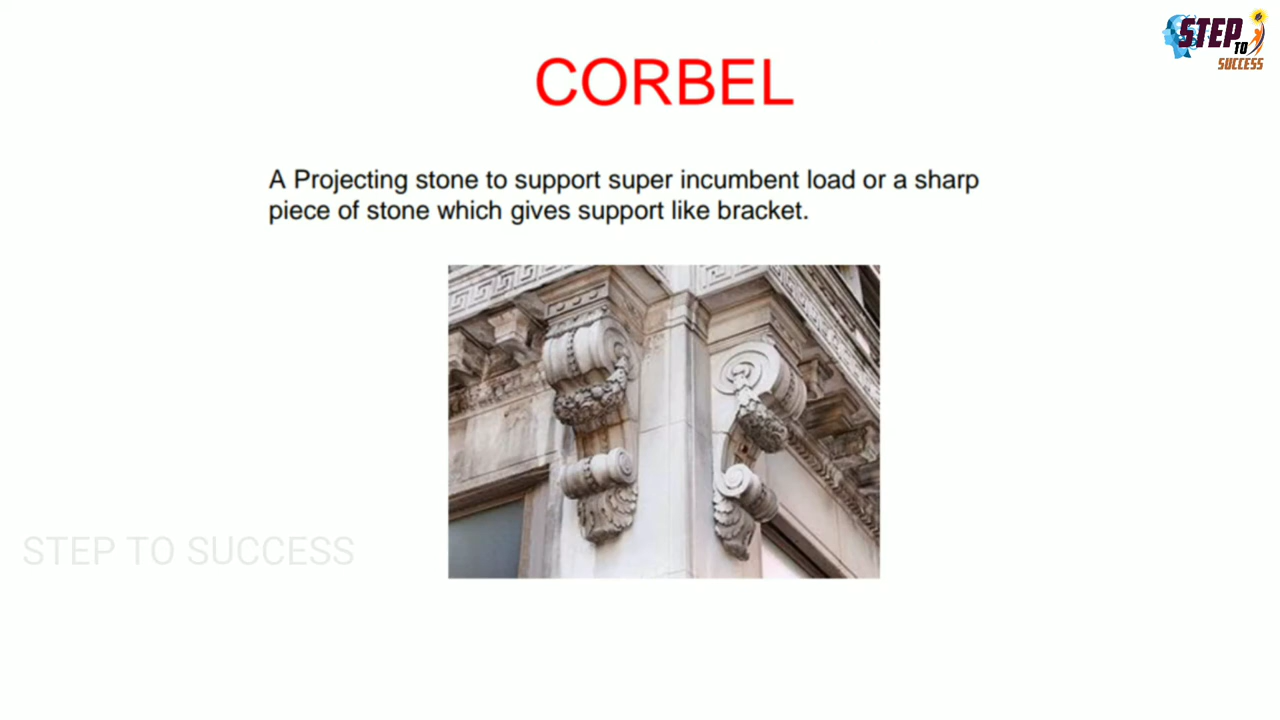 STEP
TO
SUCCESS
CORBEL
A Projecting stone to support super incumbent load or a sharp
piece of stone which gives support like bracket.
STEP TO SUCCESS